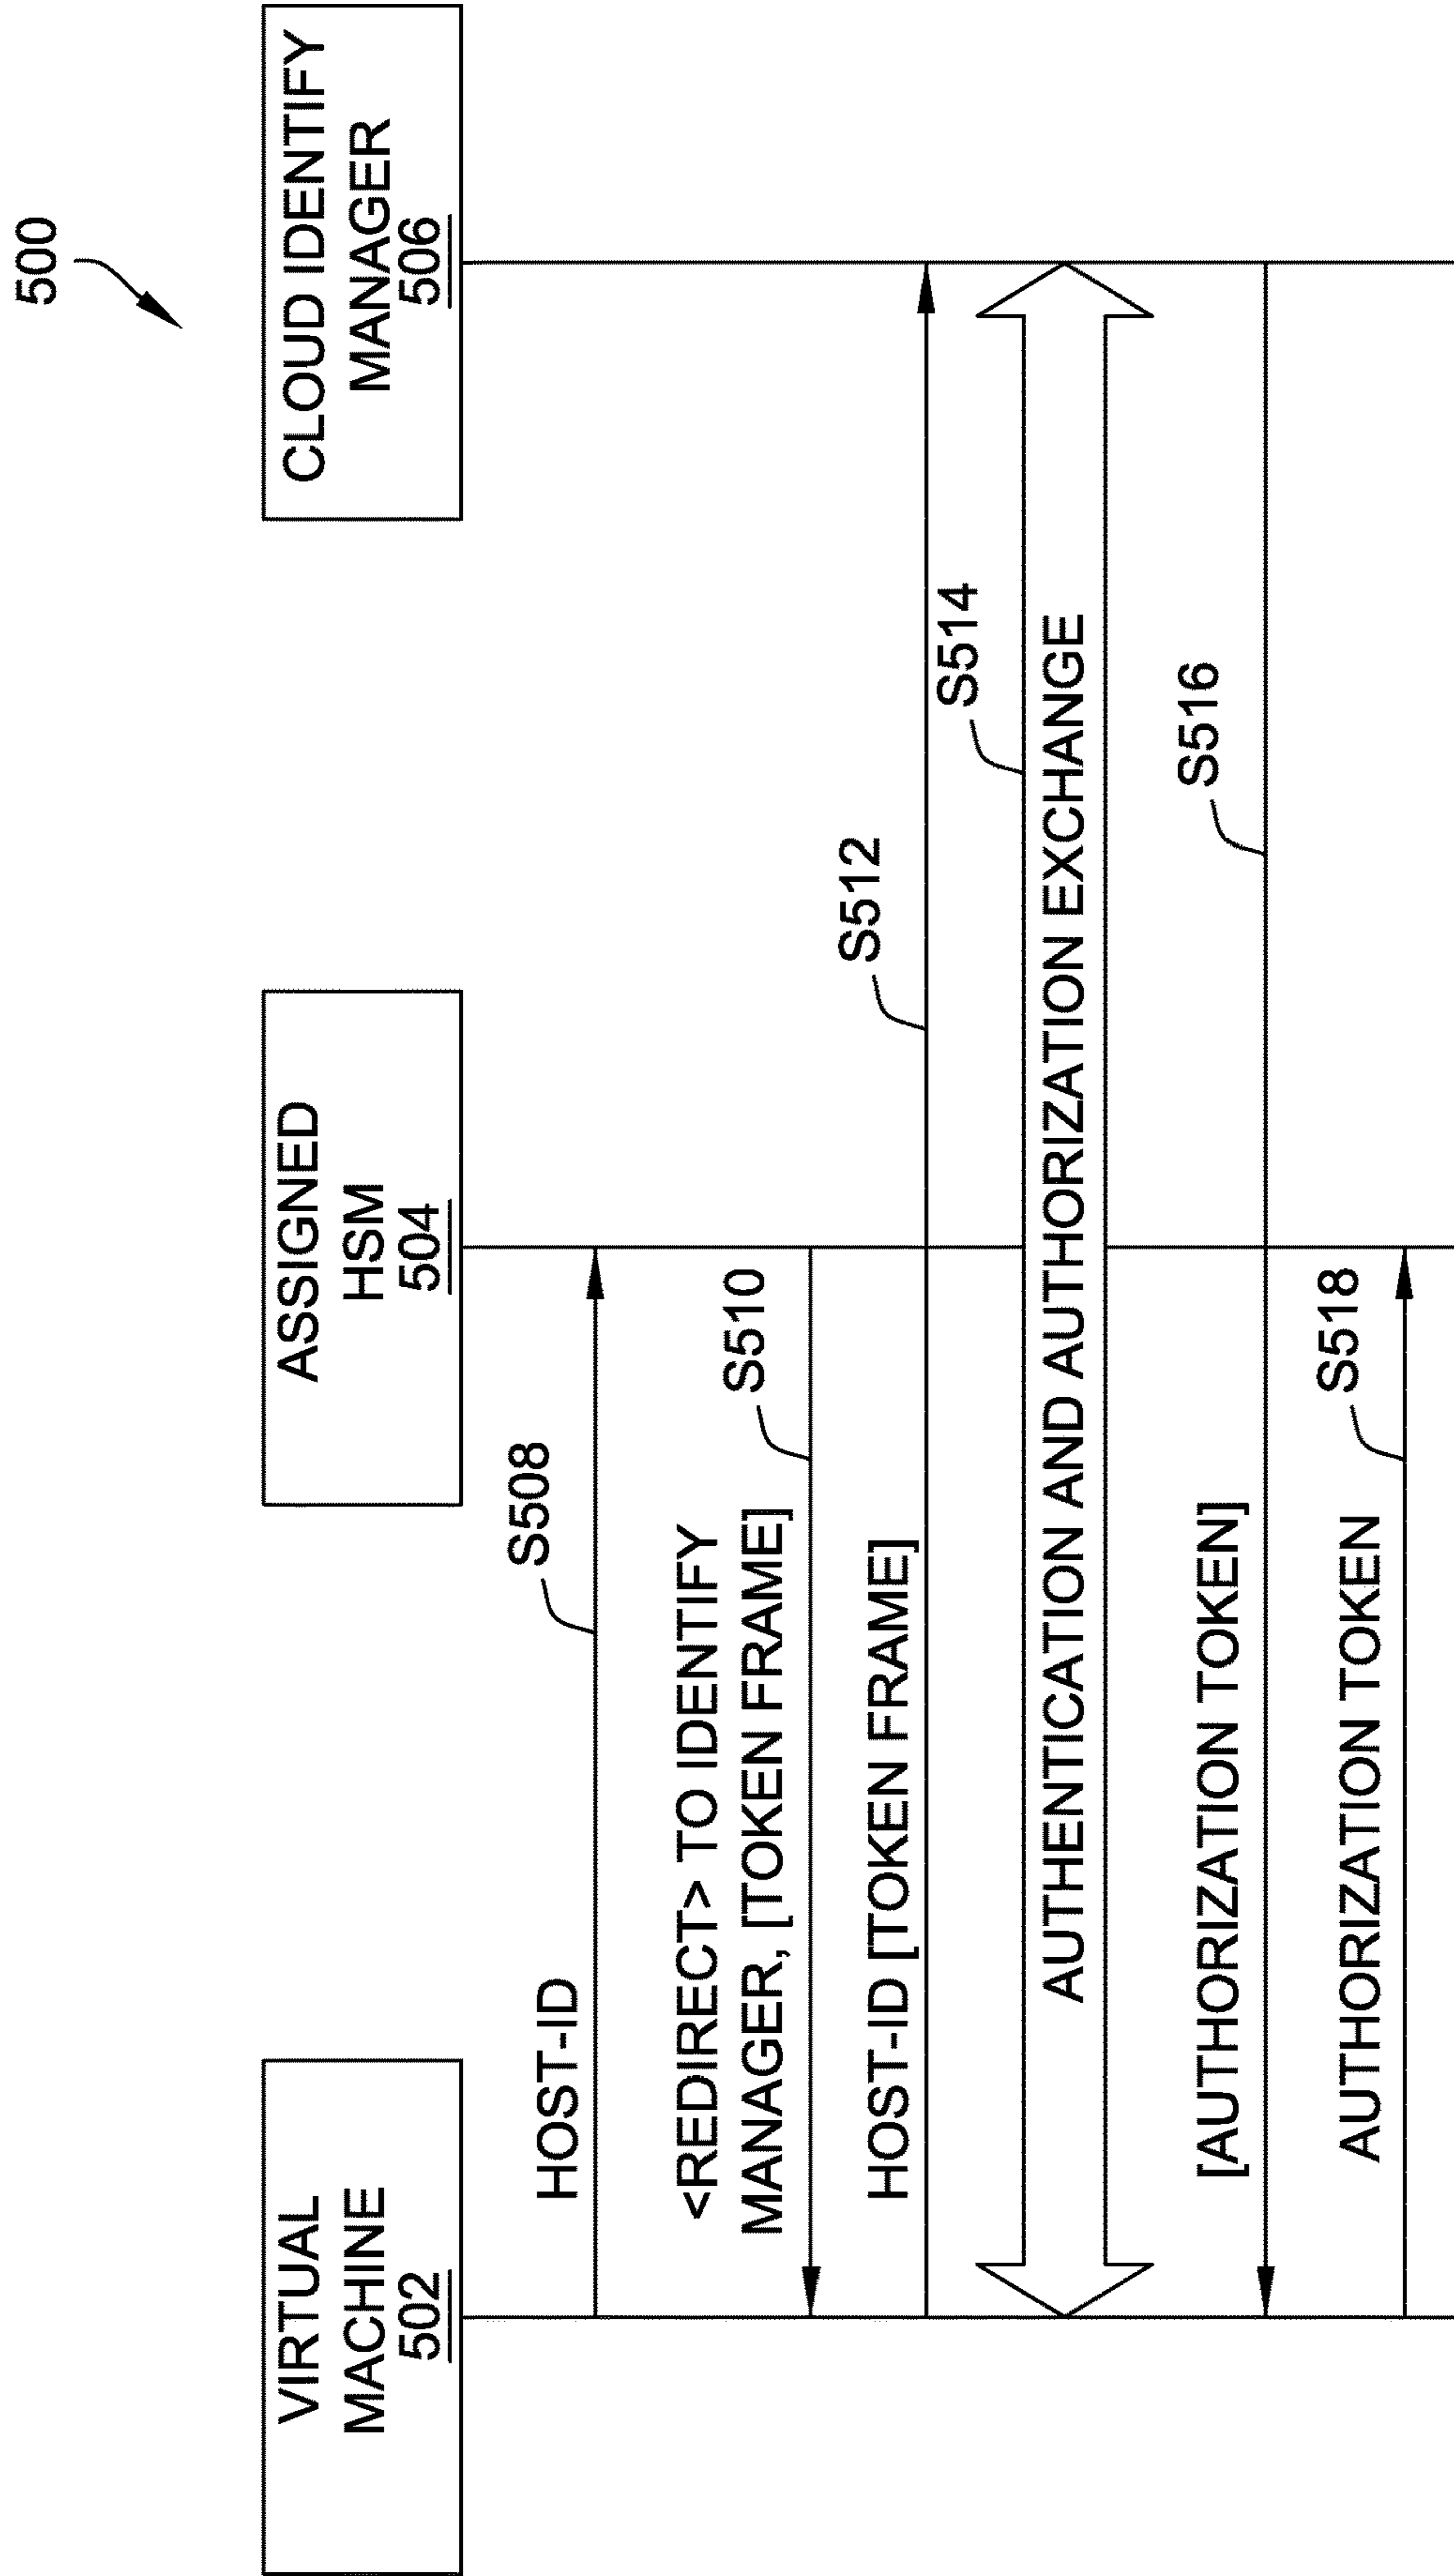 500
VIRTUAL
MACHINE
502
ASSIGNED
HSM
504
CLOUD IDENTIFY
MANAGER
506
HOST-ID
S508
<REDIRECT> TO IDENTIFY
MANAGER, [TOKEN FRAME]
S510
HOST-ID [TOKEN FRAME]
S512
S514
AUTHENTICATION AND AUTHORIZATION EXCHANGE
[AUTHORIZATION TOKEN]
S516
AUTHORIZATION TOKEN
S518